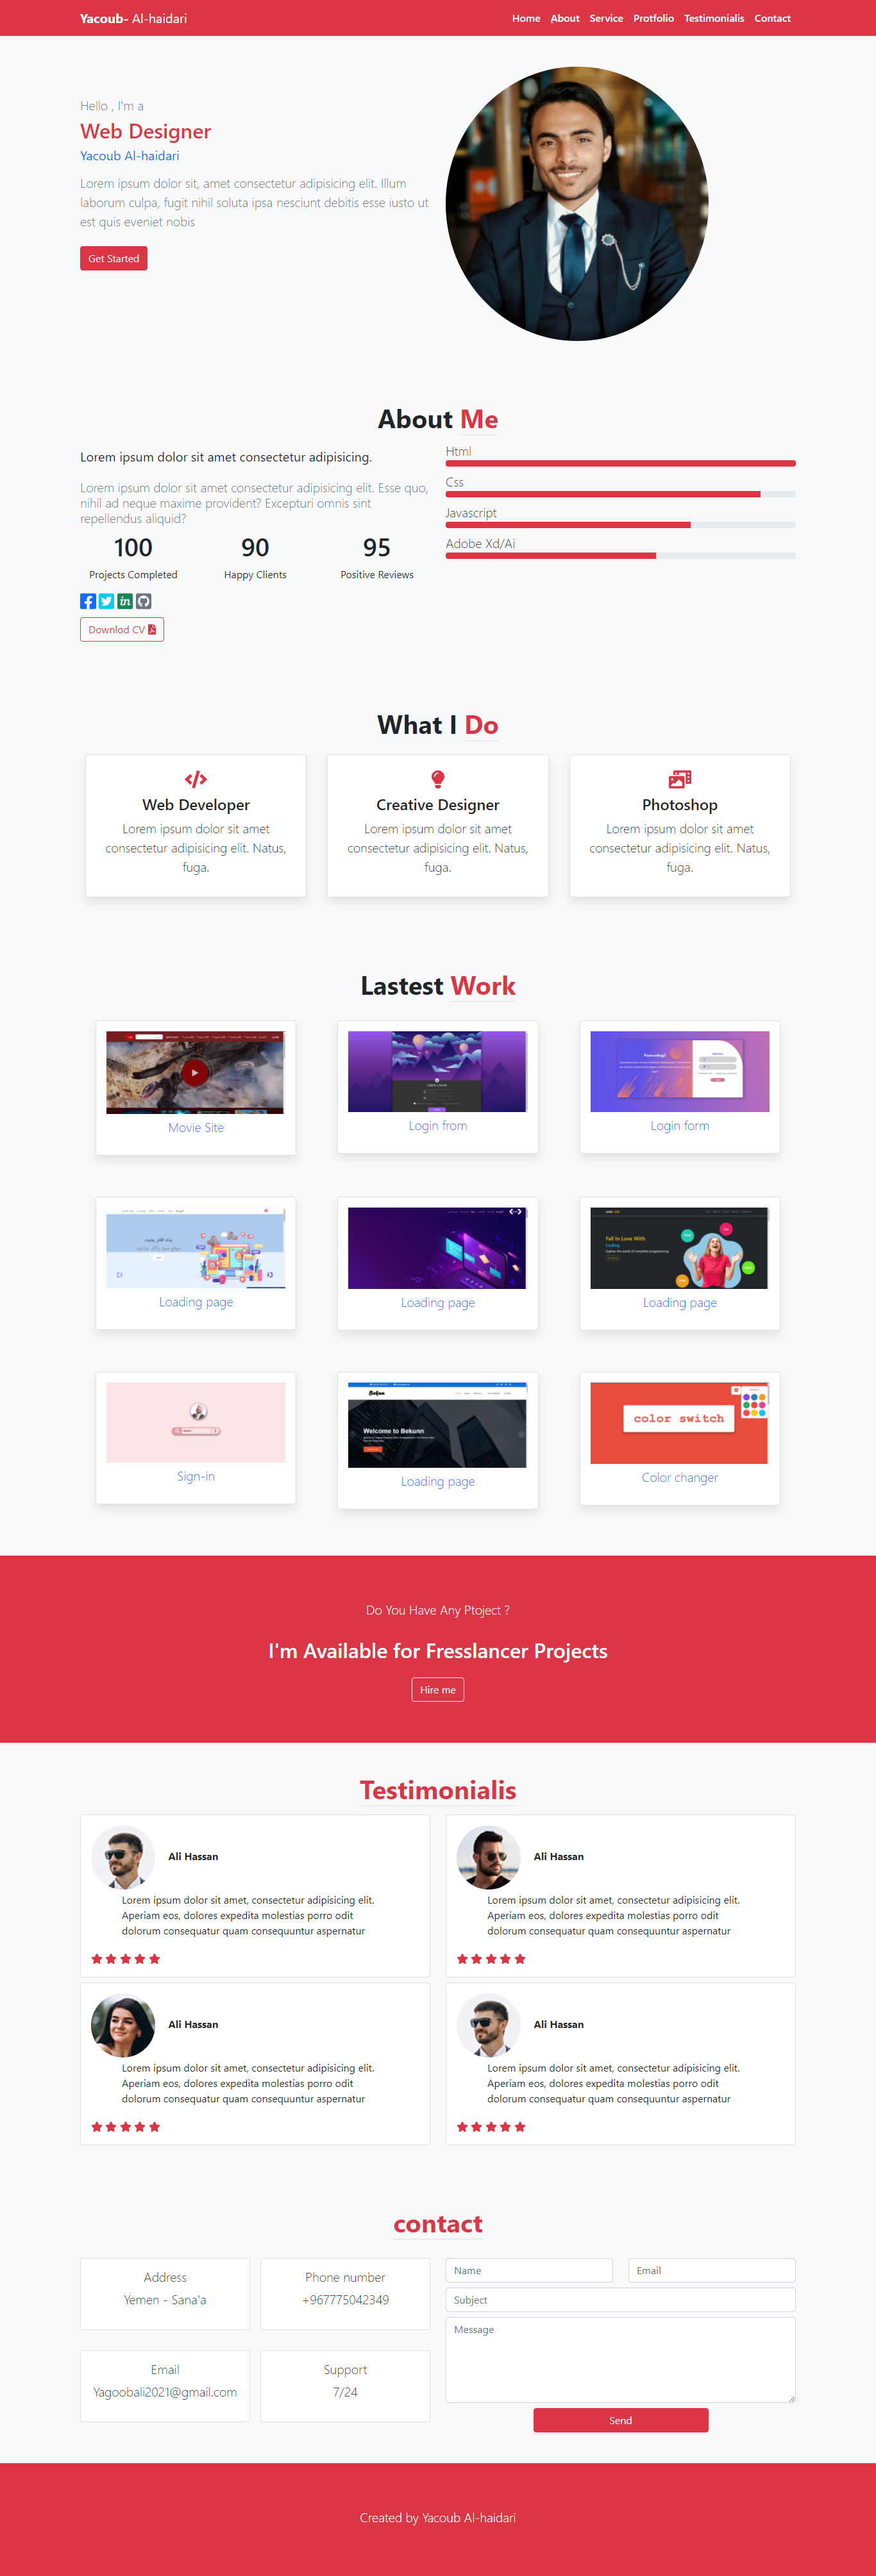 Yacoub- Al-haidari
Home About Service Protfolio Testimonialis Contact
Hello , I'm a
Web Designer
Yacoub Al-haidari
Lorem ipsum dolor sit, amet consectetur adipisicing elit. Illum
laborum culpa, fugit nihil soluta ipsa nesciunt debitis esse iusto ut
est quis eveniet nobis
Get Started
About Me
Lorem ipsum dolor sit amet consectetur adipisicing.
Lorem ipsum dolor sit amet consectetur adipisicing elit. Esse quo,
nihil ad neque maxime provident? Excepturi omnis sint
repellendus aliquid?
100 90 95
Projects Completed Happy Clients Positive Reviews
Downlod CV
Html
Css
Javascript
Adobe Xd/Ai
What I Do
Web Developer
Lorem ipsum dolor sit amet
consectetur adipisicing elit. Natus,
fuga.
Creative Designer
Lorem ipsum dolor sit amet
consectetur adipisicing elit. Natus,
fuga.
Photoshop
Lorem ipsum dolor sit amet
consectetur adipisicing elit. Natus,
fuga.
Lastest Work
Movie Site
Login from
Login form
Loading page
Loading page
Fall In Love With
Coding
Loading page
Sign-in
Bekunn
Welcome to Bekunn
Loading page
color switch
Color changer
Do You Have Any Ptoject ?
I'm Available for Fresslancer Projects
Hire me
Testimonialis
Ali Hassan
Lorem ipsum dolor sit amet, consectetur adipisicing elit.
Aperiam eos, dolores expedita molestias porro odit
dolorum consequatur quam consequuntur aspernatur
Ali Hassan
Lorem ipsum dolor sit amet, consectetur adipisicing elit.
Aperiam eos, dolores expedita molestias porro odit
dolorum consequatur quam consequuntur aspernatur
Ali Hassan
Lorem ipsum dolor sit amet, consectetur adipisicing elit.
Aperiam eos, dolores expedita molestias porro odit
dolorum consequatur quam consequuntur aspernatur
Ali Hassan
Lorem ipsum dolor sit amet, consectetur adipisicing elit.
Aperiam eos, dolores expedita molestias porro odit
dolorum consequatur quam consequuntur aspernatur
contact
Address
Yemen - Sana'a
Phone number
+967775042349
Email
Yagoobali2021@gmail.com
Support
7/24
Name
Email
Subject
Message
Send
Created by Yacoub Al-haidari